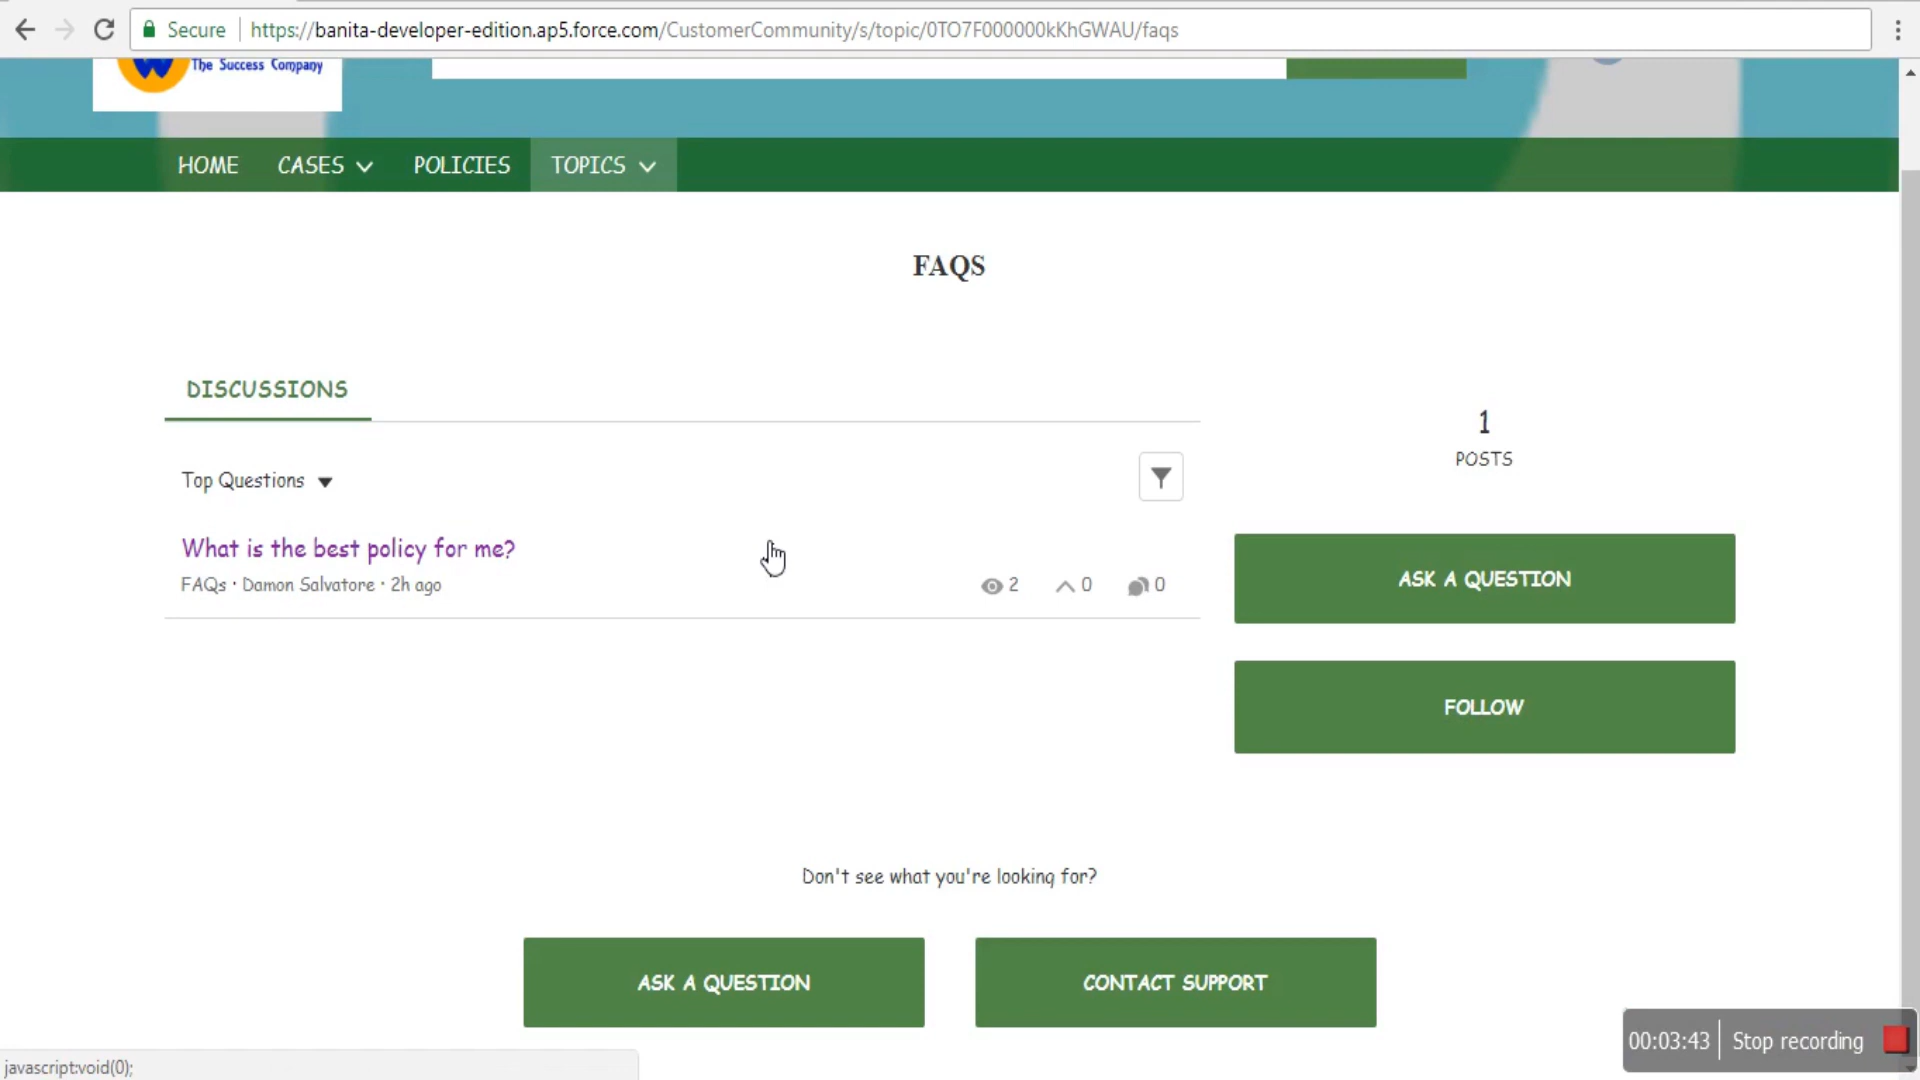 Secure https://banita-developer-edition.ap5.force.com/CustomerCommunity/s/topic/0TO7F000000kKhGWAU/faqs
W The Success Company
HOME CASES POLICIES TOPICS
FAQS
DISCUSSIONS
1
POSTS
Top Questions
What is the best policy for me?
FAQs · Damon Salvatore · 2h ago 2 0 0
ASK A QUESTION
FOLLOW
Don't see what you're looking for?
ASK A QUESTION CONTACT SUPPORT
00:03:43 Stop recording
javascript:void(0);